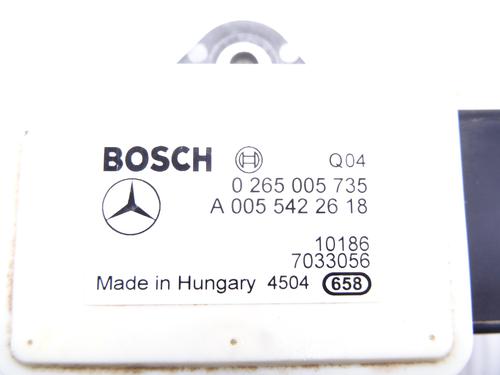 BOSCH Q04
0 265 005 735
A 005 542 26 18
10186
7033056
Made in Hungary 4504 658